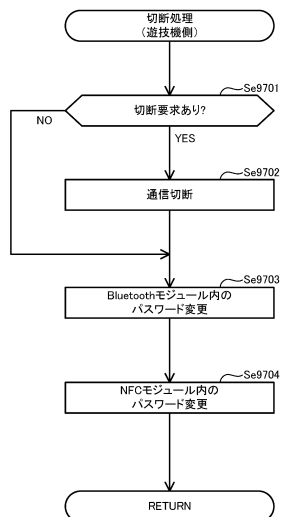 切断処理
(遊技機側)
Se9701
切断要求あり?
NO
YES
Se9702
通信切断
Se9703
Bluetoothモジュール内の
パスワード変更
Se9704
NFCモジュール内の
パスワード変更
RETURN